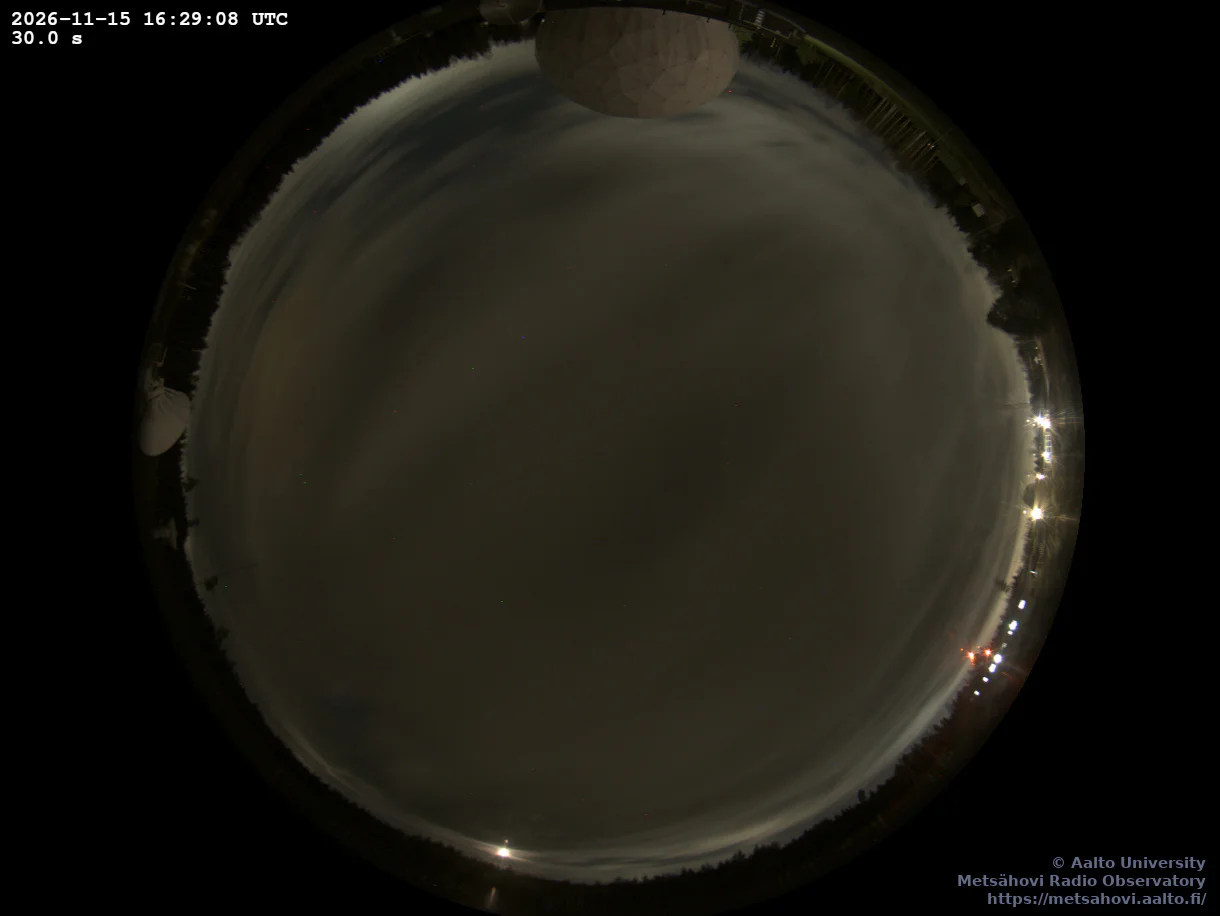 2026-11-15 16:29:08 UTC
30.0 s
© Aalto University
Metsähovi Radio Observatory
https://metsahovi.aalto.fi/